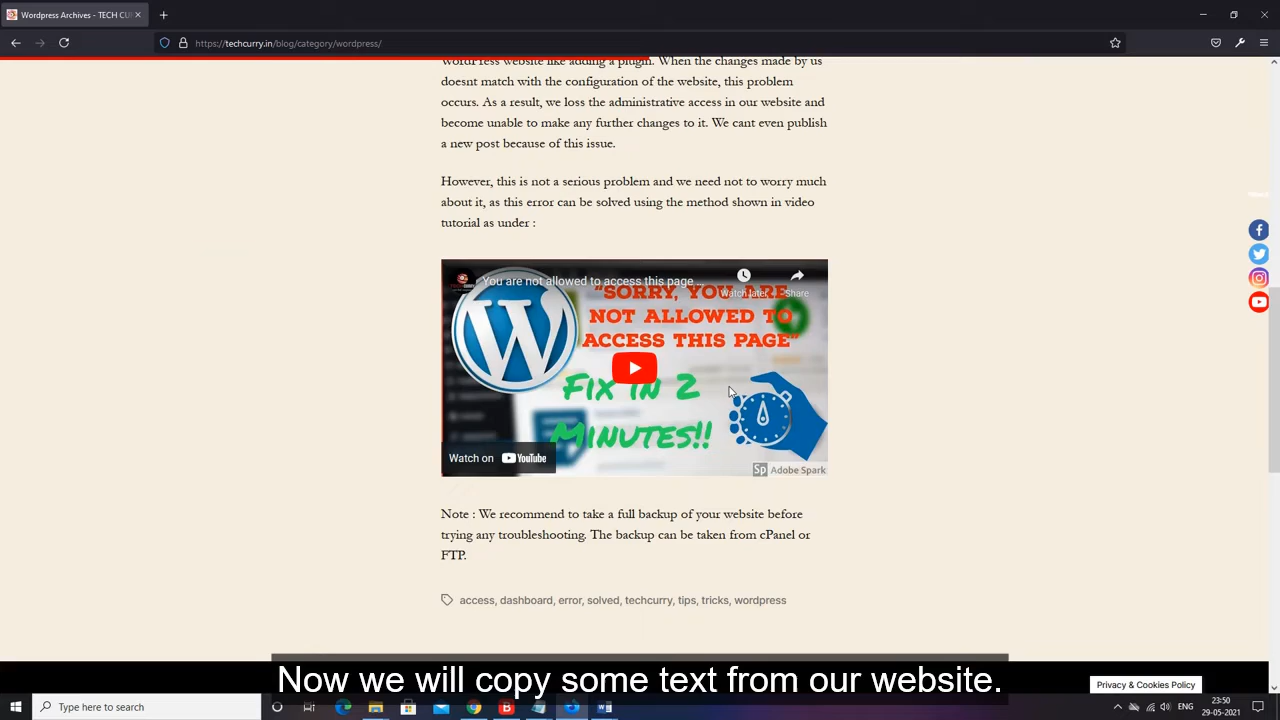 Wordpress Archives - TECH CU
https://techcurry.in/blog/category/wordpress/
WordPress website like adding a plugin. When the changes made by us
doesnt match with the configuration of the website, this problem
occurs. As a result, we loss the administrative access in our website and
become unable to make any further changes to it. We cant even publish
a new post because of this issue.
However, this is not a serious problem and we need not to worry much
about it, as this error can be solved using the method shown in video
tutorial as under :
You are not allowed to access this page ...
Watch later
Share
"SORRY, YOU ARE
NOT ALLOWED TO
ACCESS THIS PAGE"
FIX IN 2
MINUTES!!
Watch on YouTube
Sp Adobe Spark
Note : We recommend to take a full backup of your website before
trying any troubleshooting. The backup can be taken from cPanel or
FTP.
access, dashboard, error, solved, techcurry, tips, tricks, wordpress
Now we will copy some text from our website.
Privacy & Cookies Policy
Type here to search
ENG
23:50
29-05-2021